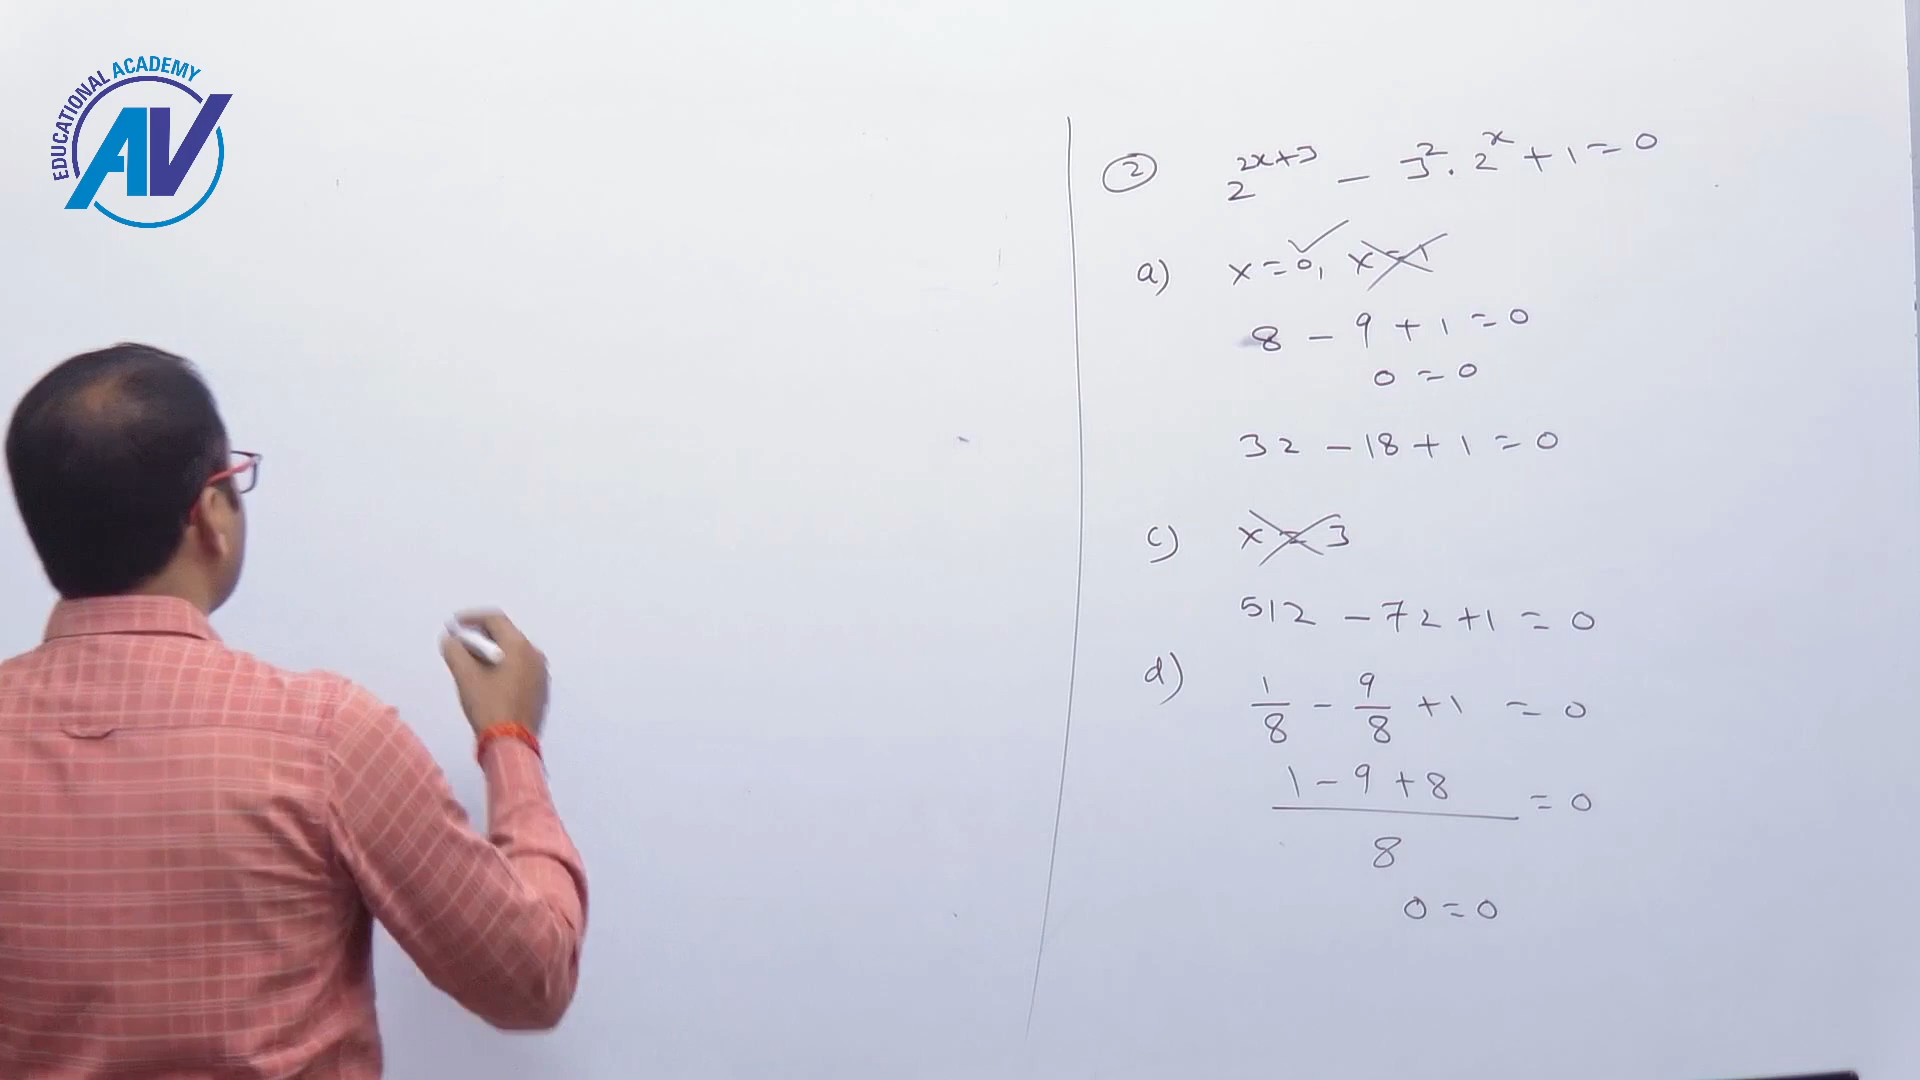 EDUCATIONAL ACADEMY
AV
② 2^{2x+3} - 3^2 . 2^x + 1 = 0
a) x = 0, x = 1
8 - 9 + 1 = 0
0 = 0
32 - 18 + 1 = 0
c) x = 3
512 - 72 + 1 = 0
d) 1/8 - 9/8 + 1 = 0
(1 - 9 + 8)/8 = 0
0 = 0